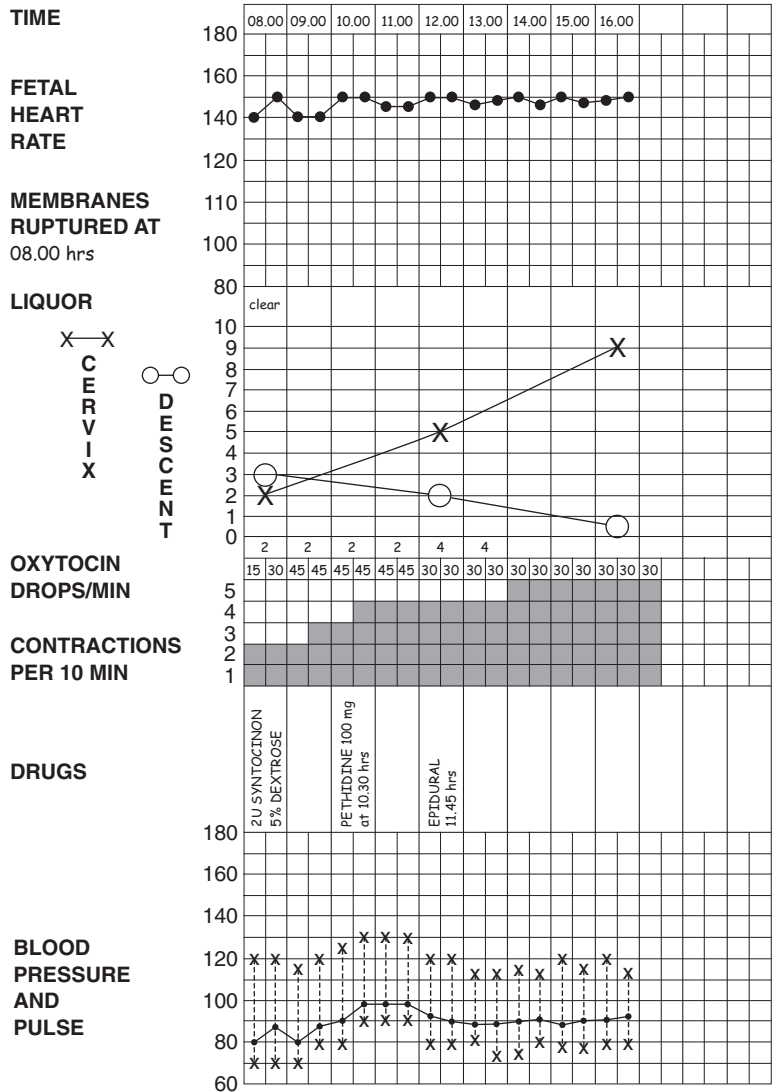 TIME
08.00 09.00 10.00 11.00 12.00 13.00 14.00 15.00 16.00
180
160
FETAL
HEART
RATE
140
120
MEMBRANES
RUPTURED AT
08.00 hrs
110
100
80
LIQUOR
clear
X X
CERVIX
DESCENT
10
9
8
7
6
5
4
3
2
1
0
X X X
2 2 2 2 4 4
OXYTOCIN
DROPS/MIN
15 30 45 45 45 45 45 45 30 30 30 30 30 30 30 30 30 30 30
5
4
3
2
1
CONTRACTIONS
PER 10 MIN
DRUGS
2U SYNTOCINON
5% DEXTROSE
PETHIDINE 100 mg
at 10.30 hrs
EPIDURAL
11.45 hrs
180
160
140
130
120
100
80
60
BLOOD
PRESSURE
AND
PULSE
X X X X X X X X X X X X X X X X X X
X X X X X X X X X X X X X X X X X X